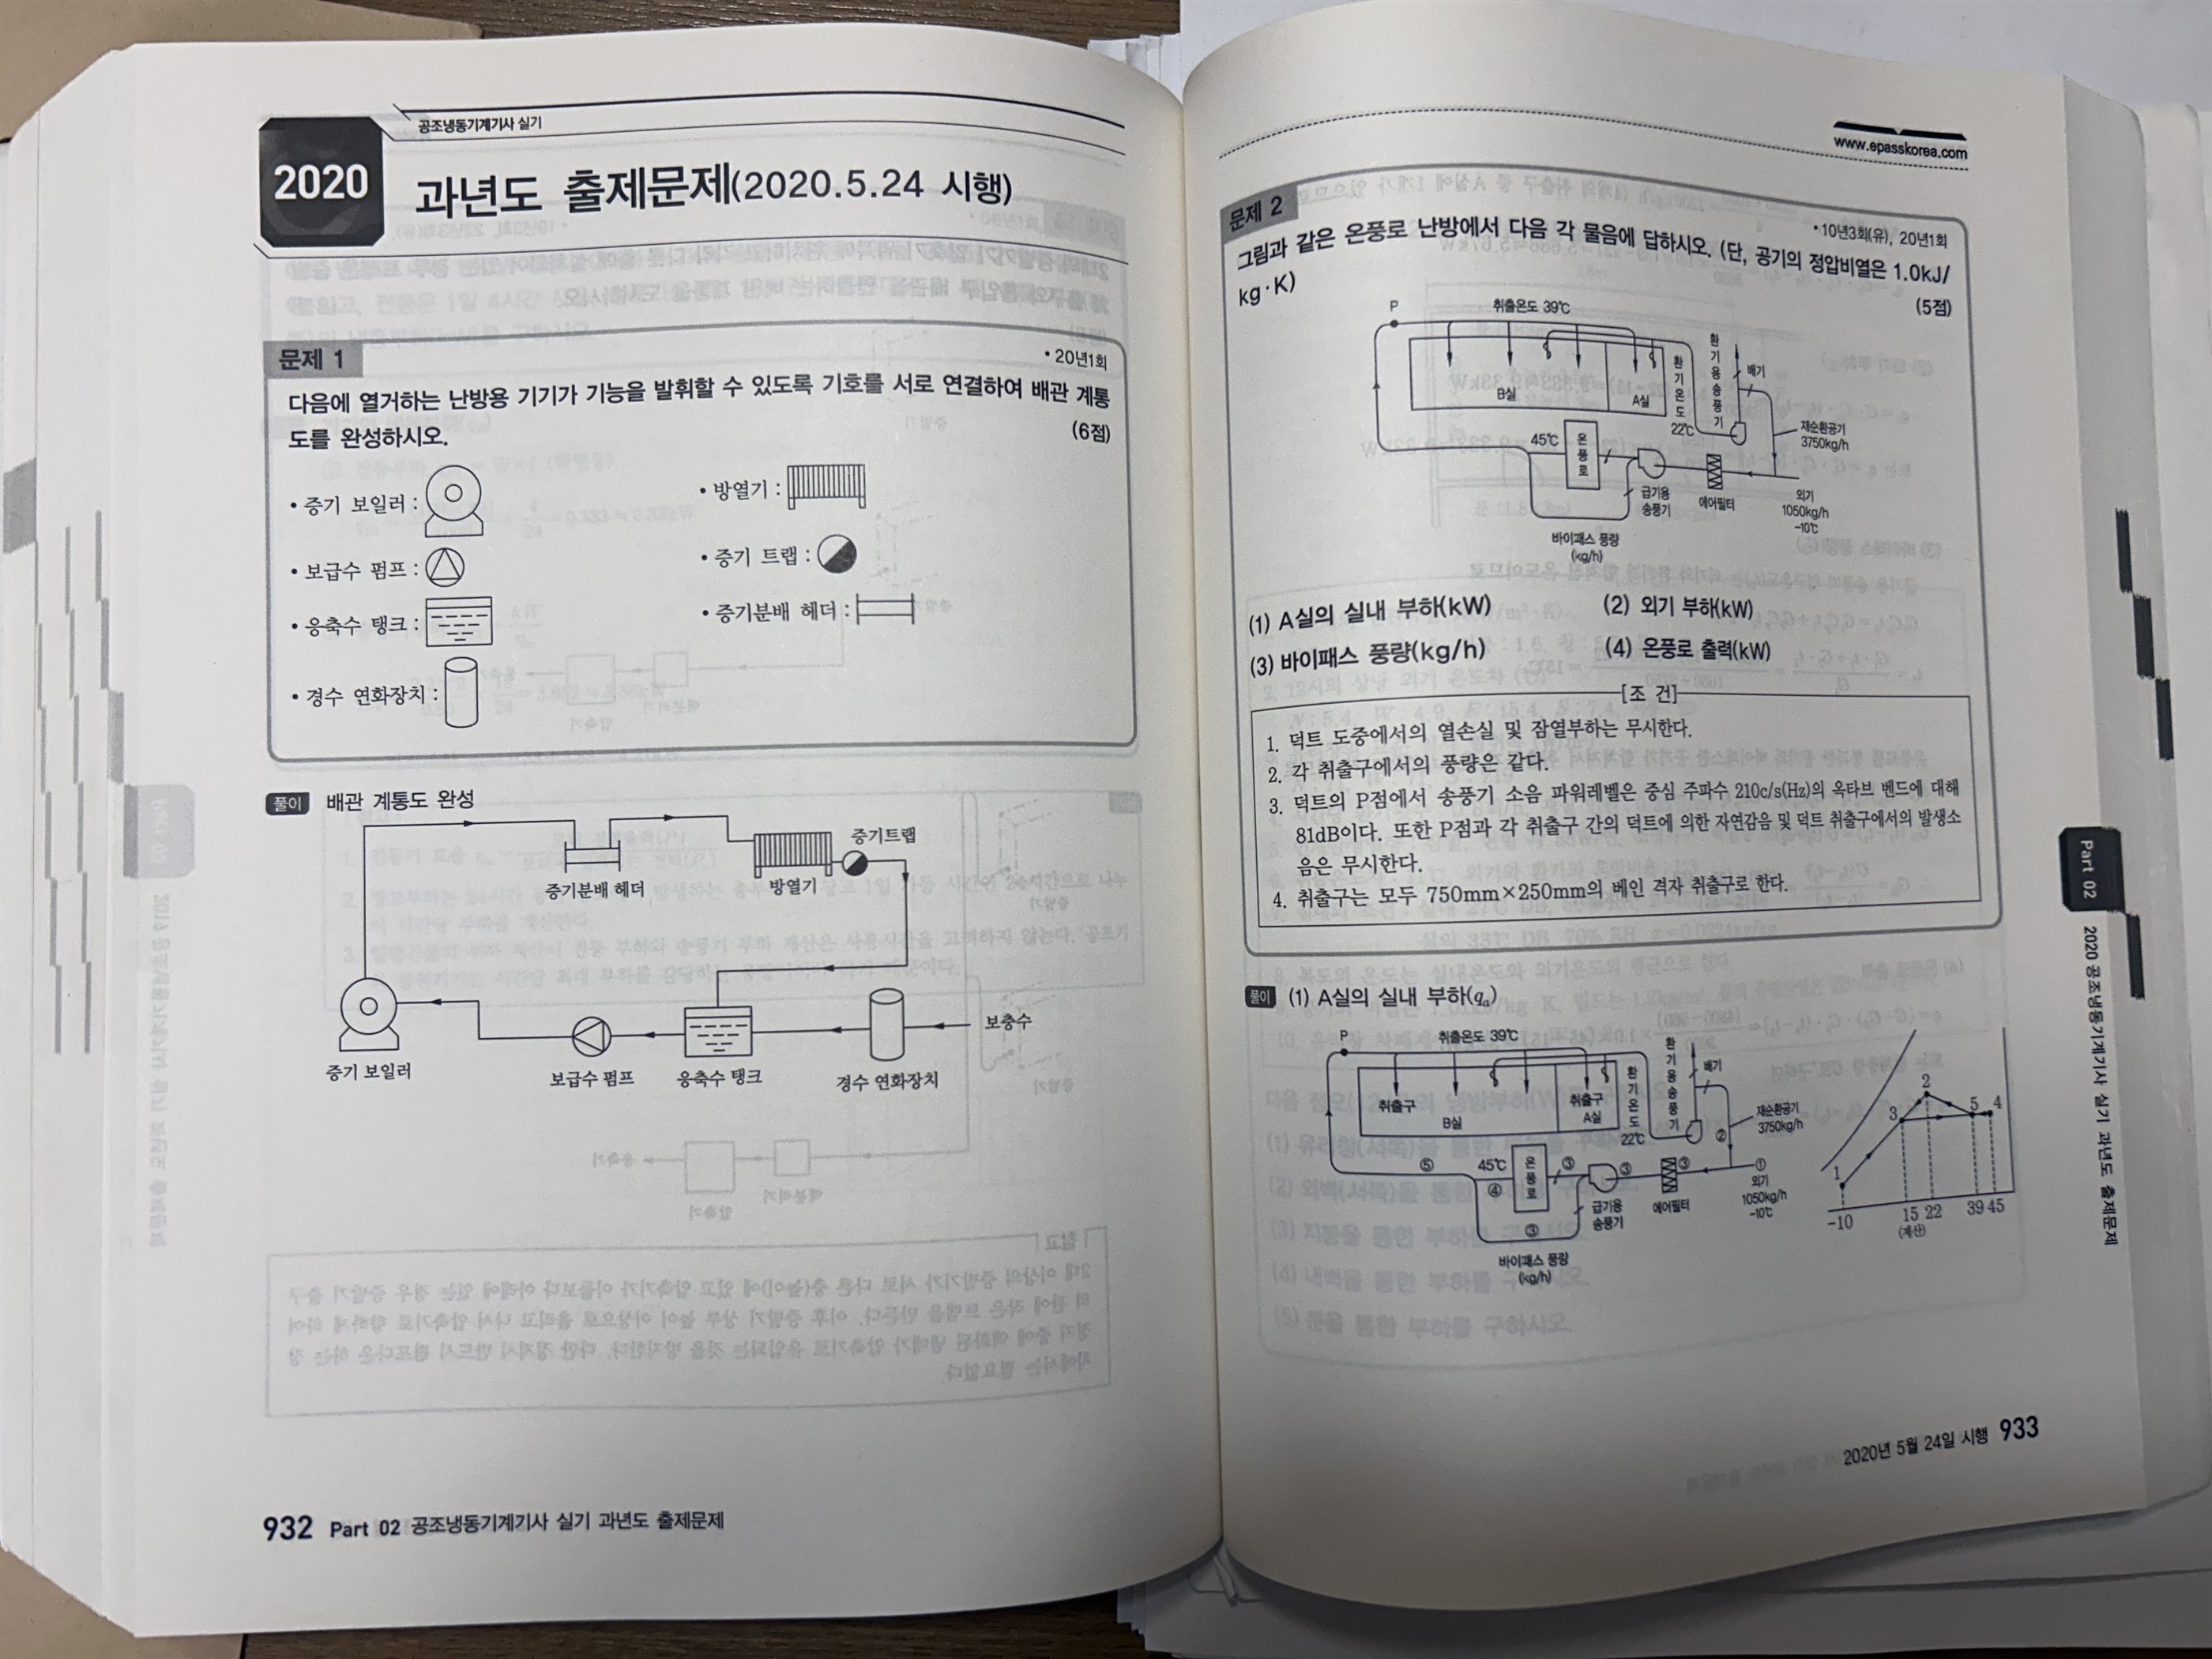 공조냉동기계기사 실기
2020
과년도 출제문제(2020.5.24 시행)
문제 1
• 20년1회
다음에 열거하는 난방용 기기가 기능을 발휘할 수 있도록 기호를 서로 연결하여 배관 계통
도를 완성하시오.
(6점)
• 증기 보일러 :
• 방열기 :
• 보급수 펌프 :
• 증기 트랩 :
• 응축수 탱크 :
• 증기분배 헤더 :
• 경수 연화장치 :
풀이 배관 계통도 완성
증기트랩
증기분배 헤더
방열기
보충수
증기 보일러
보급수 펌프
응축수 탱크
경수 연화장치
932 Part 02 공조냉동기계기사 실기 과년도 출제문제
www.epasskorea.com
문제 2
• 10년3회(유), 20년1회
그림과 같은 온풍로 난방에서 다음 각 물음에 답하시오. (단, 공기의 정압비열은 1.0kJ/
kg·K)
(5점)
P
취출온도 39℃
환기용송풍기
배기
B실
A실
환기온도
22℃
재순환공기
3750kg/h
45℃
온풍로
급기용
송풍기
에어필터
외기
1050kg/h
-10℃
바이패스 풍량
(kg/h)
(1) A실의 실내 부하(kW)
(2) 외기 부하(kW)
(3) 바이패스 풍량(kg/h)
(4) 온풍로 출력(kW)
[조 건]
1. 덕트 도중에서의 열손실 및 잠열부하는 무시한다.
2. 각 취출구에서의 풍량은 같다.
3. 덕트의 P점에서 송풍기 소음 파워레벨은 중심 주파수 210c/s(Hz)의 옥타브 벤드에 대해
81dB이다. 또한 P점과 각 취출구 간의 덕트에 의한 자연감음 및 덕트 취출구에서의 발생소
음은 무시한다.
4. 취출구는 모두 750mm×250mm의 베인 격자 취출구로 한다.
풀이 (1) A실의 실내 부하(qₐ)
P
취출온도 39℃
환기용송풍기
배기
취출구
취출구
B실
A실
환기온도
22℃
재순환공기
3750kg/h
②
⑤
45℃
④
온풍로
③
③
③
①
외기
1050kg/h
-10℃
급기용
송풍기
에어필터
③
바이패스 풍량
(kg/h)
2
3
5
4
1
-10
15
22
39
45
(계산)
Part 02
2020 공조냉동기계기사 실기 과년도 출제문제
2020년 5월 24일 시행 933